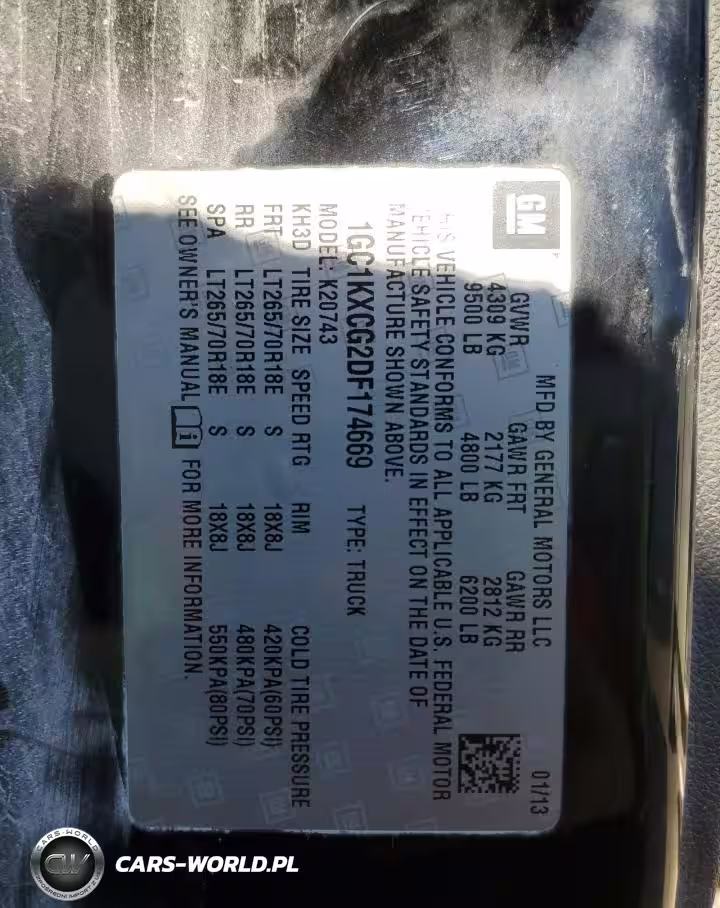 GM
MFD BY GENERAL MOTORS LLC 01/13
GVWR GAWR FRT GAWR RR
4309 KG 2177 KG 2812 KG
9500 LB 4800 LB 6200 LB
THIS VEHICLE CONFORMS TO ALL APPLICABLE U.S. FEDERAL MOTOR
VEHICLE SAFETY STANDARDS IN EFFECT ON THE DATE OF
MANUFACTURE SHOWN ABOVE.
1GC1KXCG2DF174669 TYPE: TRUCK
MODEL: K20743
KH3D TIRE SIZE SPEED RTG RIM COLD TIRE PRESSURE
FRT LT265/70R18E S 18X8J 420KPA(60PSI)
RR LT265/70R18E S 18X8J 480KPA(70PSI)
SPA LT265/70R18E S 18X8J 550KPA(80PSI)
SEE OWNER'S MANUAL i FOR MORE INFORMATION.
CARS-WORLD
CW
CARS-WORLD.PL